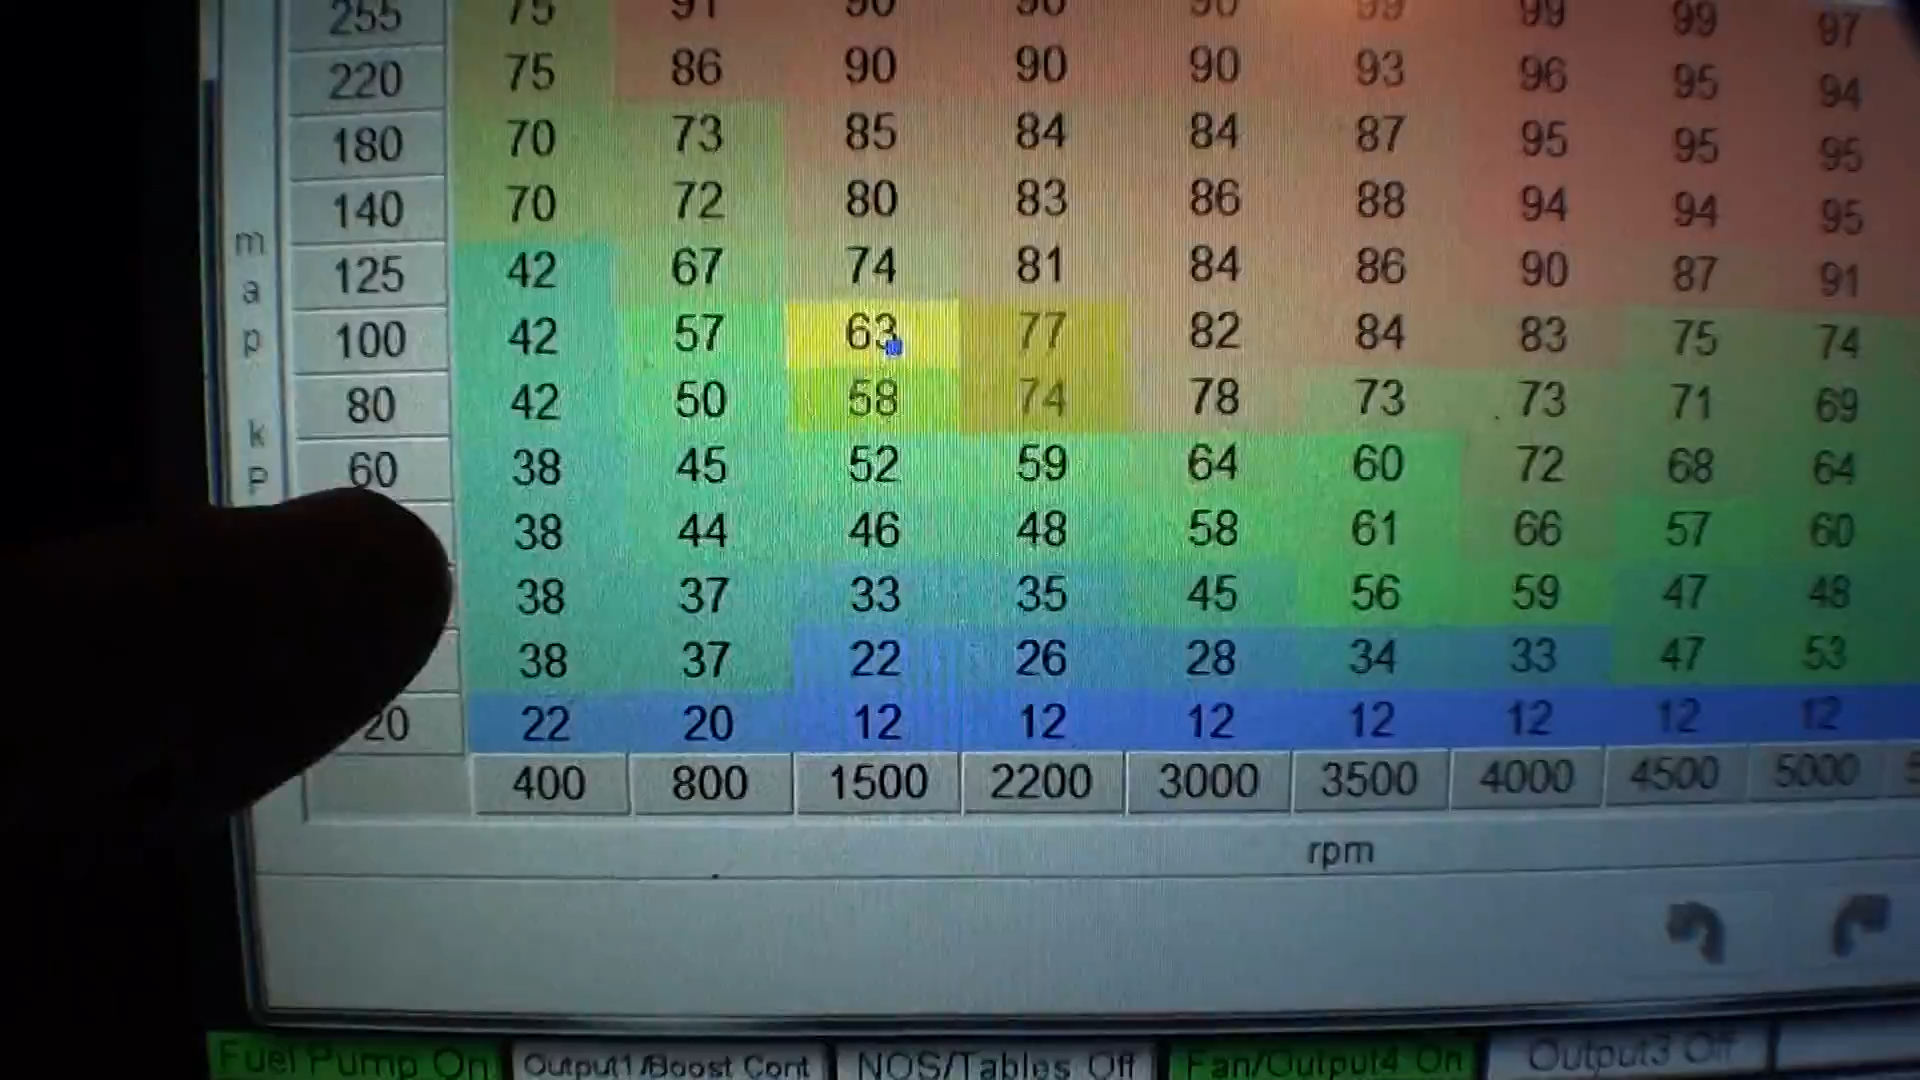 255 75 91 90 90 90 99 99 99 97
220 75 86 90 90 90 93 96 95 94
180 70 73 85 84 84 87 95 95 95
140 70 72 80 83 86 88 94 94 95
map kP
125 42 67 74 81 84 86 90 87 91
100 42 57 63 77 82 84 83 75 74
80 42 50 58 74 78 73 73 71 69
60 38 45 52 59 64 60 72 68 64
38 44 46 48 58 61 66 57 60
38 37 33 35 45 56 59 47 48
38 37 22 26 28 34 33 47 53
20 22 20 12 12 12 12 12 12 12
400 800 1500 2200 3000 3500 4000 4500 5000
rpm
Fuel Pump On Output1/Boost Cont NOS/Tables Off Fan/Output4 On Output3 Off